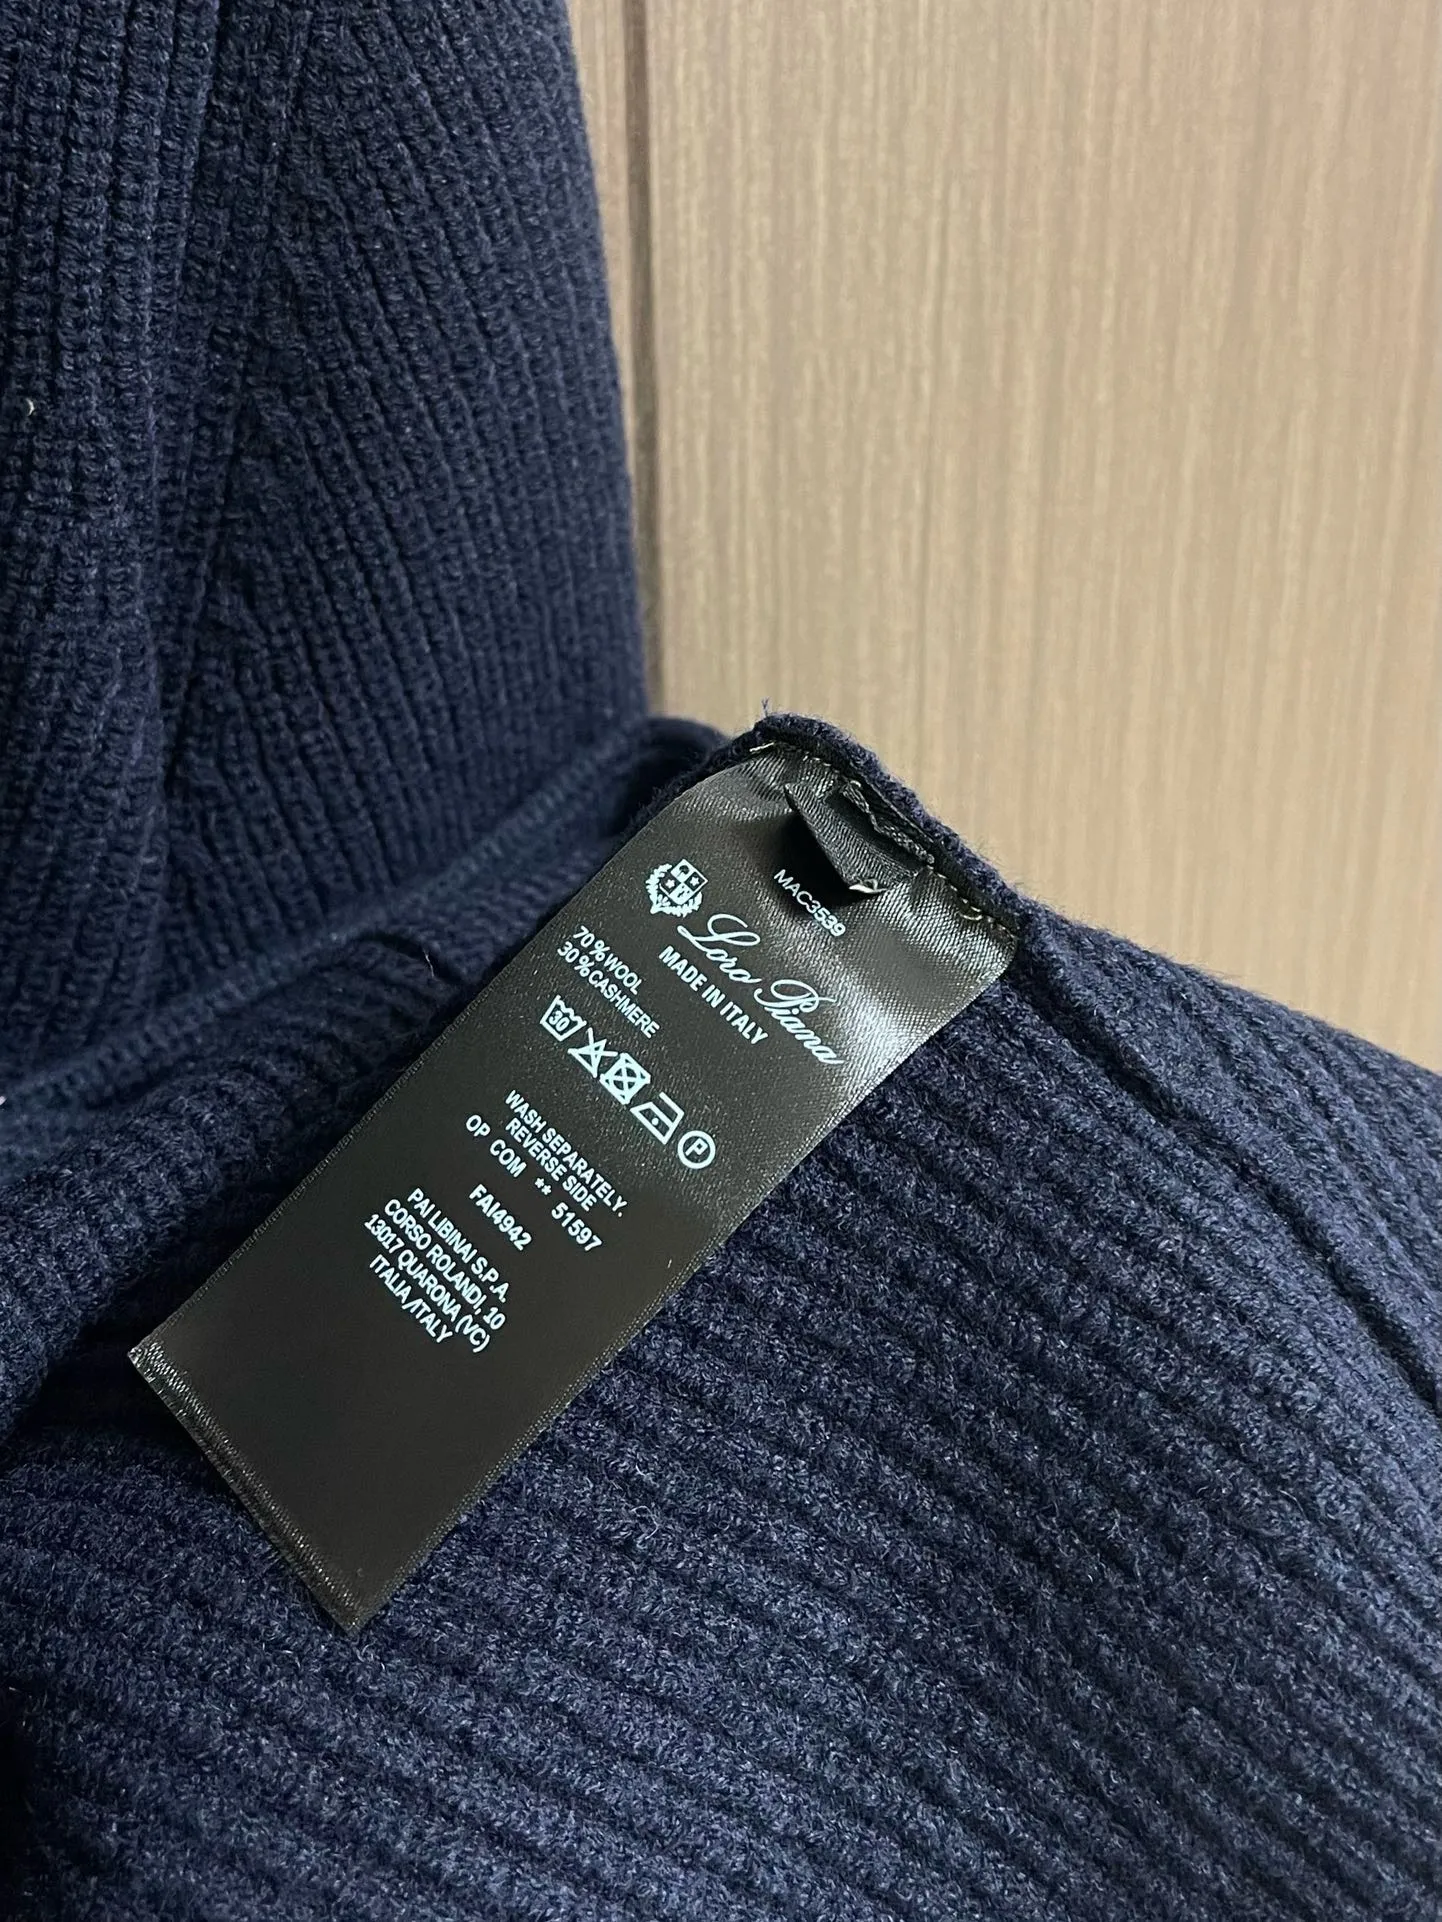 MAC3539
Loro Piana
MADE IN ITALY
70%WOOL
30%CASHMERE
30
P
WASH SEPARATELY.
REVERSE SIDE
OP COM ** 51597
FAI4942
PAI LIBINAI S.P.A.
CORSO ROLANDI, 10
13017 QUARONA (VC)
ITALIA/ITALY